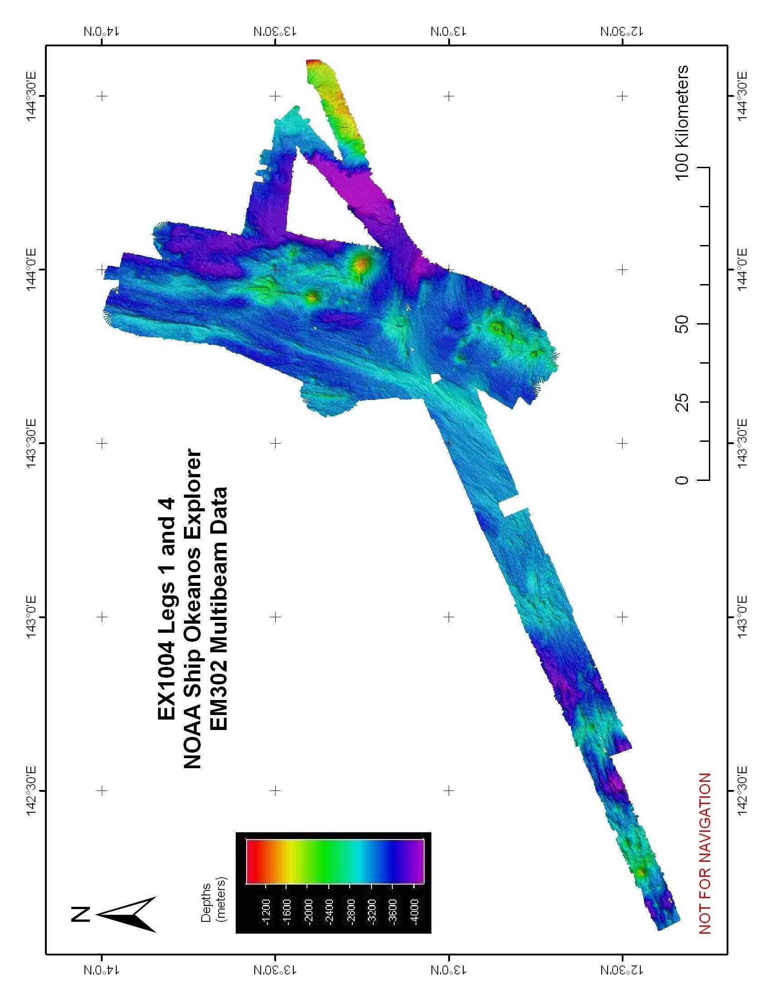 142°30'E
143°0'E
143°30'E
144°0'E
144°30'E
14°0'N
14°0'N
N
EX1004 Legs 1 and 4
NOAA Ship Okeanos Explorer
EM302 Multibeam Data
Depths
(meters)
-1200
-1600
-2000
-2400
-2800
-3200
-3600
-4000
13°30'N
13°30'N
13°0'N
13°0'N
12°30'N
12°30'N
0
25
50
100 Kilometers
NOT FOR NAVIGATION
142°30'E
143°0'E
143°30'E
144°0'E
144°30'E